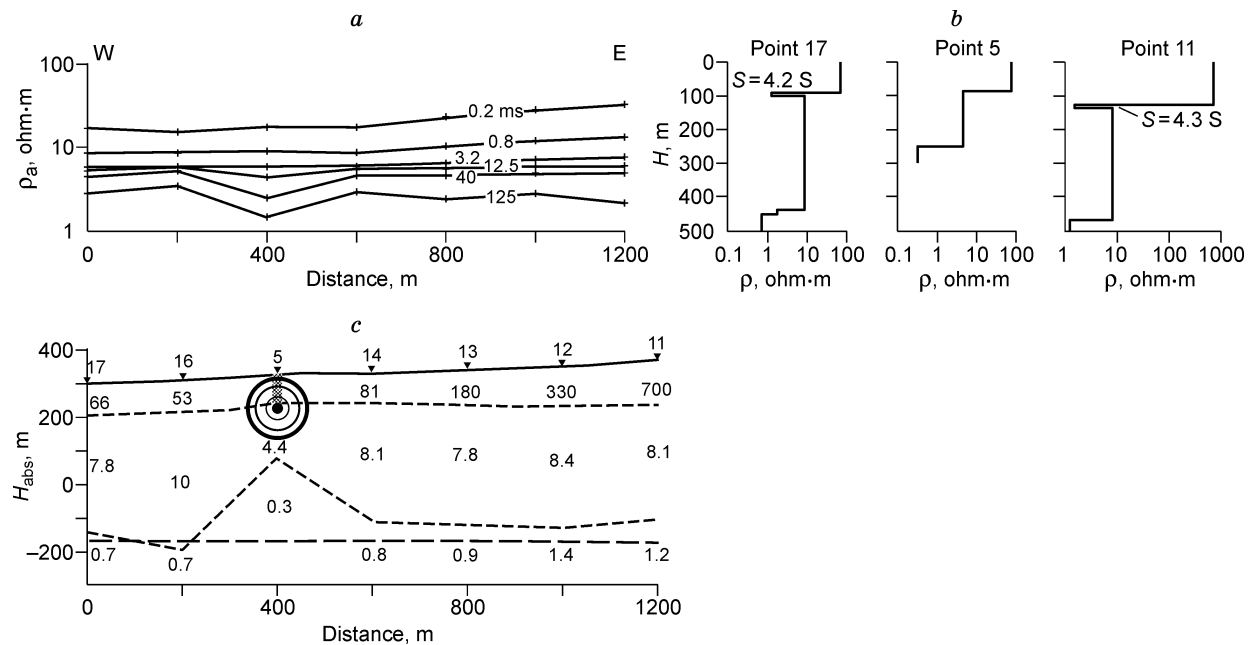 a
W
E
100
10
1
ρa, ohm·m
0.2 ms
0.8
3.2
12.5
40
125
0 400 800 1200
Distance, m
b
Point 17
Point 5
Point 11
0
100
200
300
400
500
H, m
S=4.2 S
S=4.3 S
0.1 1 10 100
0.1 1 10 100
1 10 100 1000
ρ, ohm·m
ρ, ohm·m
ρ, ohm·m
c
400
200
0
–200
Habs, m
17 16 5 14 13 12 11
66 53 81 180 330 700
7.8 10 4.4 8.1 7.8 8.4 8.1
0.3
0.7 0.7 0.8 0.9 1.4 1.2
0 400 800 1200
Distance, m